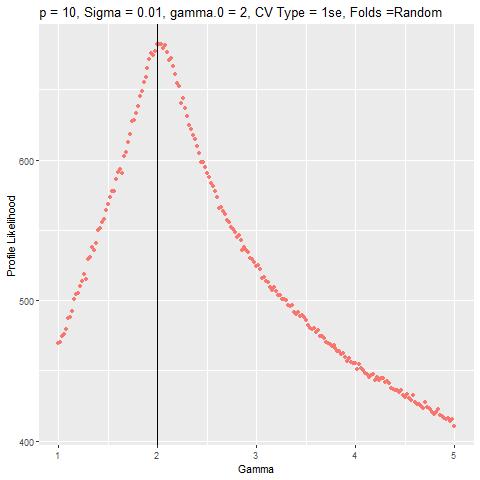 p = 10, Sigma = 0.01, gamma.0 = 2, CV Type = 1se, Folds =Random
Profile Likelihood
600
500
400
1 2 3 4 5
Gamma